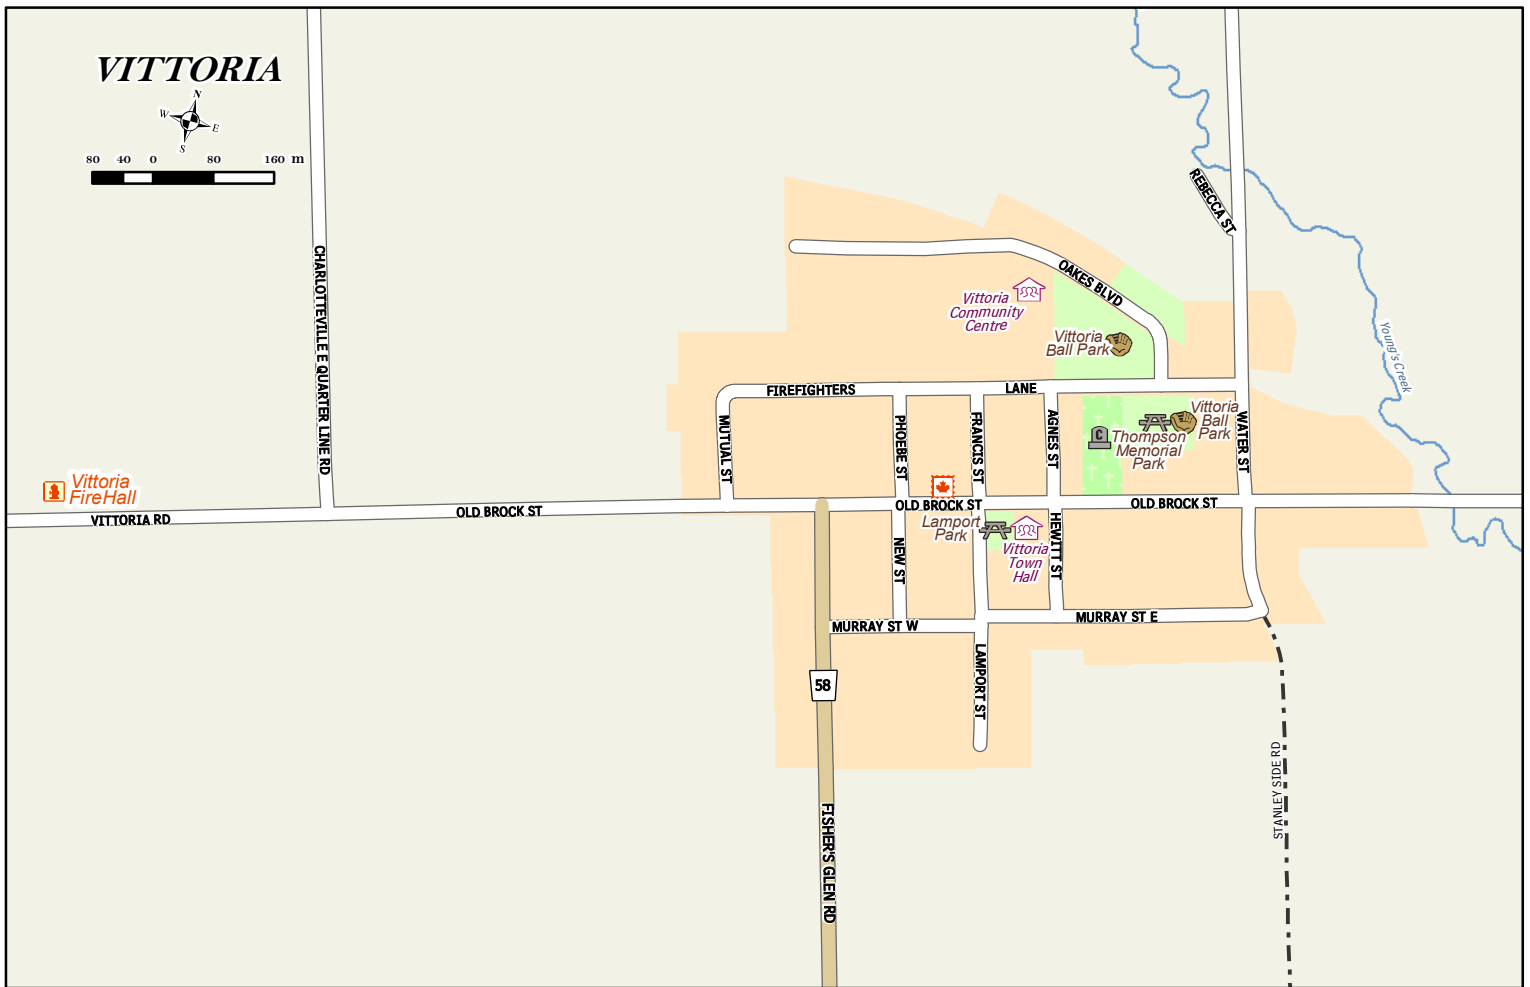 VITTORIA
N
W
E
S
80 40 0 80 160 m
CHARLOTTEVILLE E QUARTER LINE RD
REBECCA ST
OAKES BLVD
Vittoria
Community
Centre
Vittoria
Ball Park
Young's Creek
FIREFIGHTERS LANE
MUTUAL ST
PHOEBE ST
FRANCIS ST
AGNES ST
WATER ST
C
Vittoria
Ball
Park
Thompson
Memorial
Park
Vittoria
FireHall
VITTORIA RD
OLD BROCK ST
OLD BROCK ST
OLD BROCK ST
Lamport
Park
Vittoria
Town
Hall
NEW ST
HEWITT ST
MURRAY ST W
MURRAY ST E
LAMPORT ST
58
FISHER'S GLEN RD
STANLEY SIDE RD